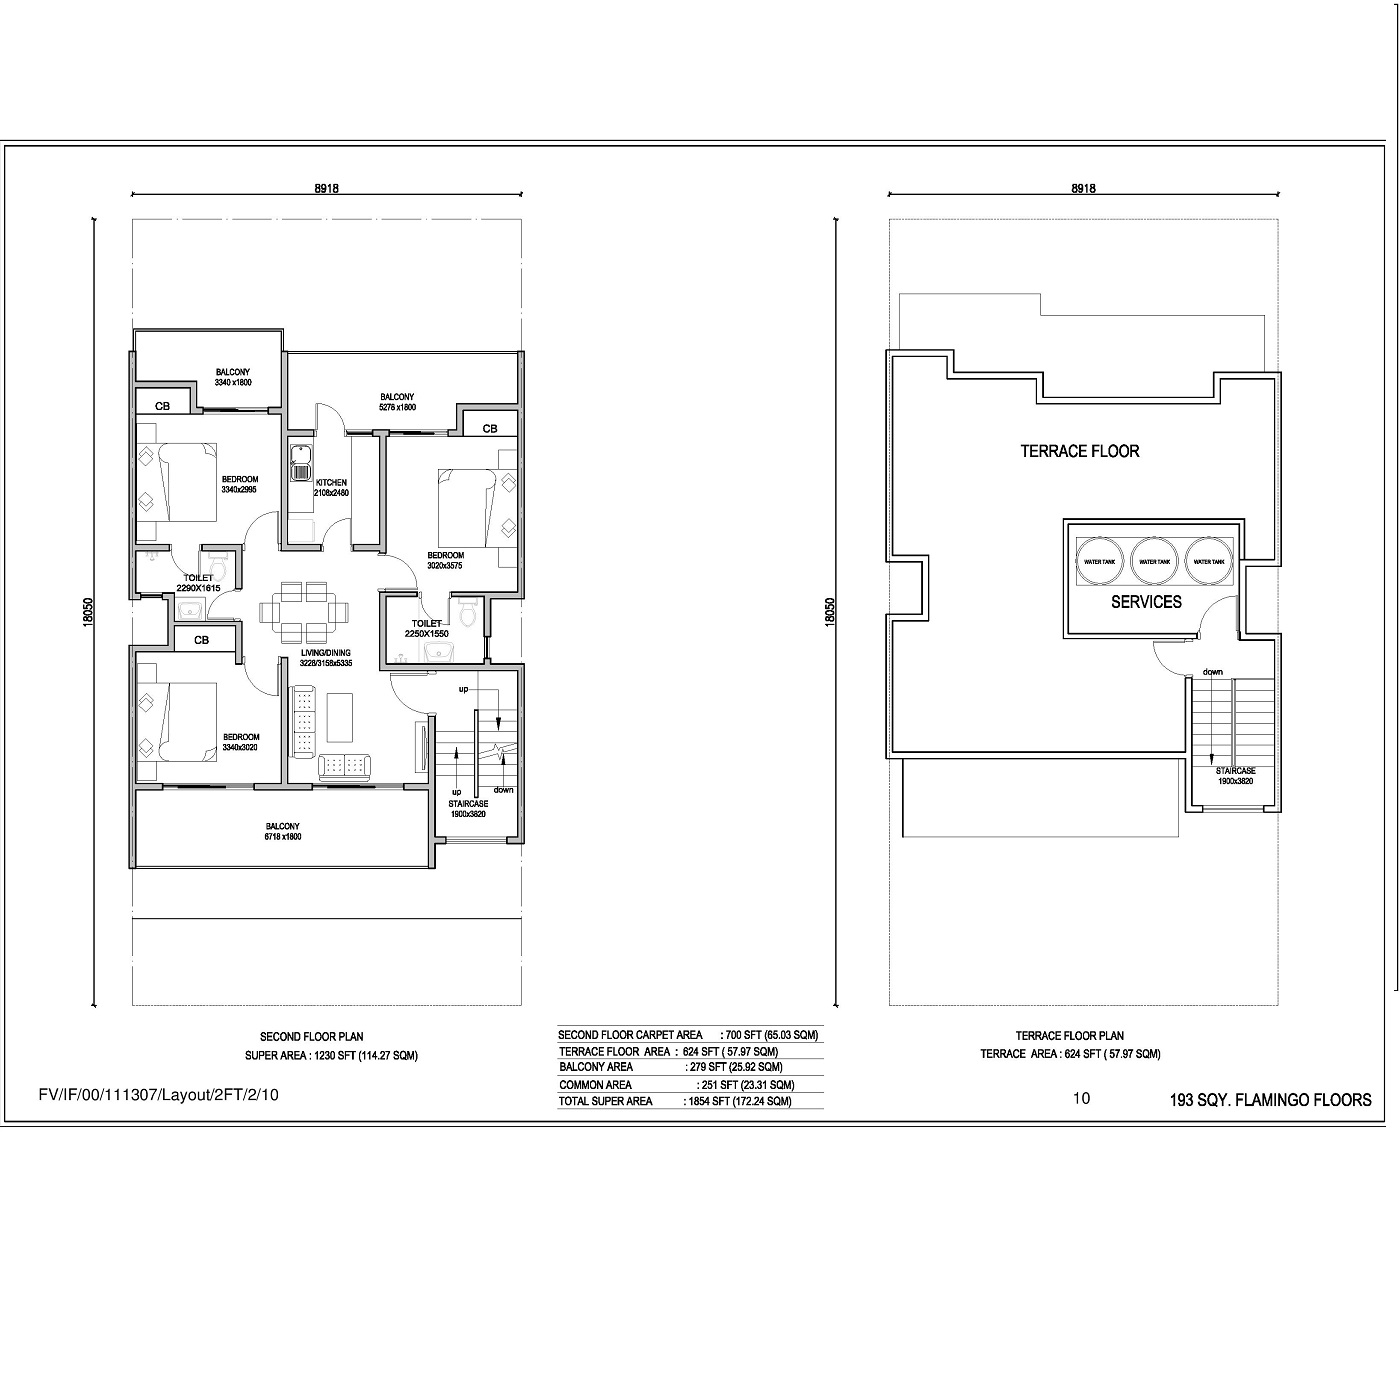 8918
18050
BALCONY
3340 x1800
BALCONY
5278 x1800
CB
CB
BEDROOM
3340x2995
KITCHEN
2108x2480
BEDROOM
3020x3575
TOILET
2290X1615
TOILET
2250X1550
CB
LIVING/DINING
3228/3158x5335
up
BEDROOM
3340x3020
up
down
STAIRCASE
1900x3820
BALCONY
6718 x1800
SECOND FLOOR PLAN
SUPER AREA : 1230 SFT (114.27 SQM)
FV/IF/00/111307/Layout/2FT/2/10
SECOND FLOOR CARPET AREA : 700 SFT (65.03 SQM)
TERRACE FLOOR AREA : 624 SFT ( 57.97 SQM)
BALCONY AREA : 279 SFT (25.92 SQM)
COMMON AREA : 251 SFT (23.31 SQM)
TOTAL SUPER AREA : 1854 SFT (172.24 SQM)
8918
18050
TERRACE FLOOR
WATER TANK WATER TANK WATER TANK
SERVICES
down
STAIRCASE
1900x3820
TERRACE FLOOR PLAN
TERRACE AREA : 624 SFT ( 57.97 SQM)
10
193 SQY. FLAMINGO FLOORS